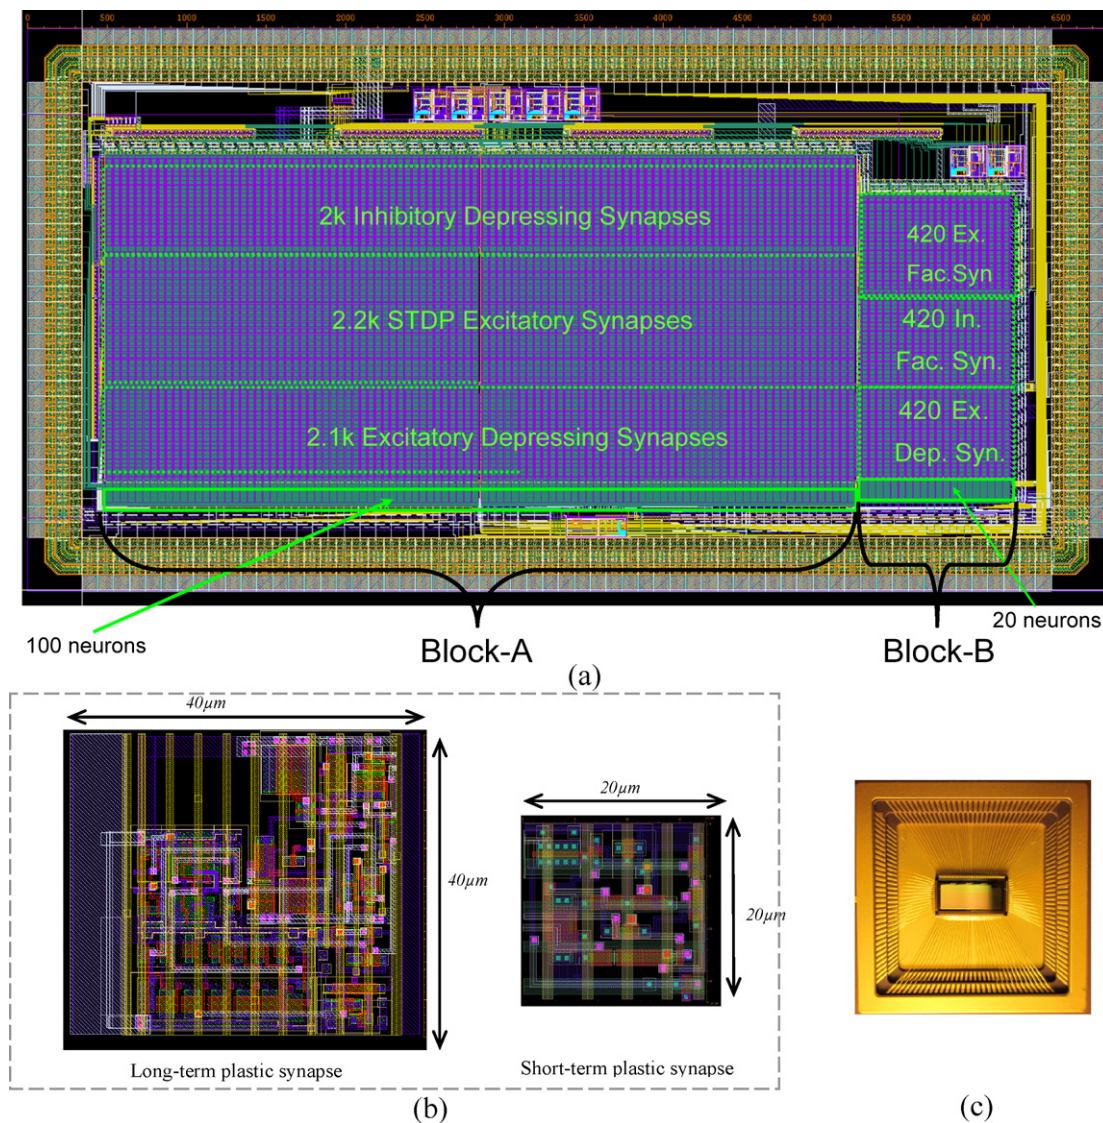 0 500 1000 1500 2000 2500 3000 3500 4000 4500 5000 5500 6000 6500
2k Inhibitory Depressing Synapses
2.2k STDP Excitatory Synapses
2.1k Excitatory Depressing Synapses
420 Ex.
Fac.Syn
420 In.
Fac. Syn.
420 Ex.
Dep. Syn.
100 neurons
Block-A
Block-B
20 neurons
(a)
40μm
40μm
Long-term plastic synapse
20μm
20μm
Short-term plastic synapse
(b)
(c)